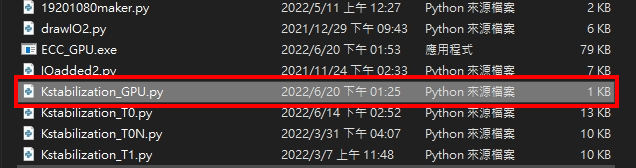 19201080maker.py 2022/5/11 上午 12:27 Python 來源檔案 2 KB
drawIO2.py 2021/12/29 下午 09:43 Python 來源檔案 6 KB
ECC_GPU.exe 2022/6/20 下午 01:53 應用程式 79 KB
IOadded2.py 2021/11/24 下午 02:33 Python 來源檔案 7 KB
Kstabilization_GPU.py 2022/6/20 下午 01:25 Python 來源檔案 1 KB
Kstabilization_T0.py 2022/6/14 下午 02:52 Python 來源檔案 13 KB
Kstabilization_T0N.py 2022/3/31 下午 04:07 Python 來源檔案 10 KB
Kstabilization_T1.py 2022/3/7 上午 11:48 Python 來源檔案 10 KB